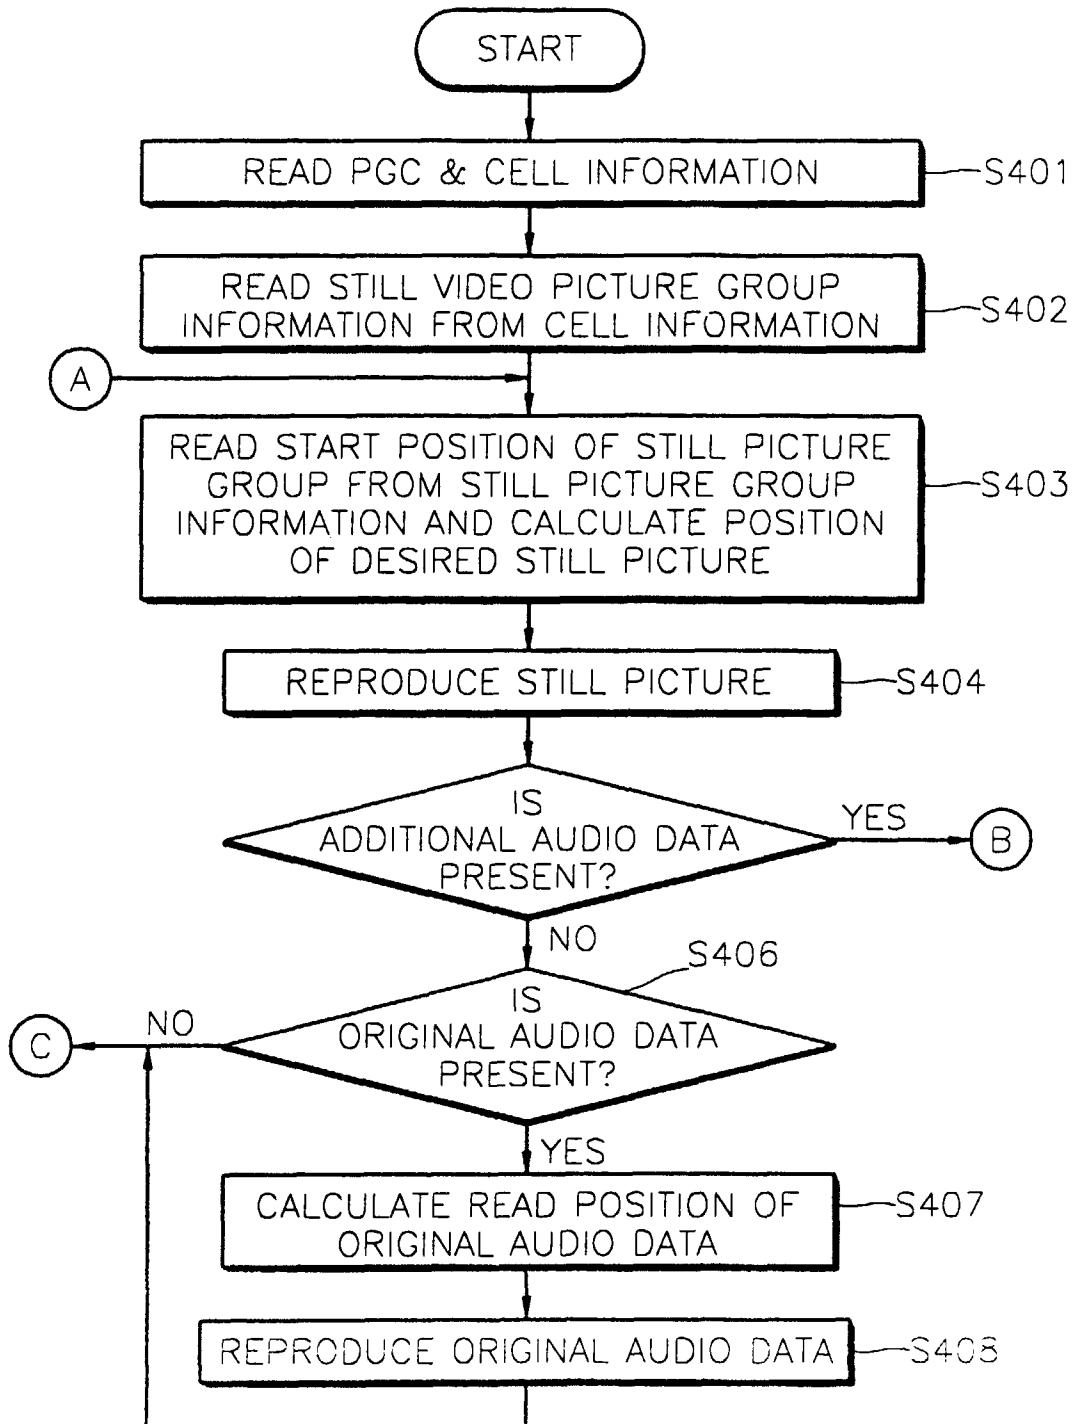 START
READ PGC & CELL INFORMATION
S401
READ STILL VIDEO PICTURE GROUP
INFORMATION FROM CELL INFORMATION
S402
A
READ START POSITION OF STILL PICTURE
GROUP FROM STILL PICTURE GROUP
INFORMATION AND CALCULATE POSITION
OF DESIRED STILL PICTURE
S403
REPRODUCE STILL PICTURE
S404
IS
ADDITIONAL AUDIO DATA
PRESENT?
YES
B
NO
S406
IS
ORIGINAL AUDIO DATA
PRESENT?
NO
C
YES
CALCULATE READ POSITION OF
ORIGINAL AUDIO DATA
S407
REPRODUCE ORIGINAL AUDIO DATA
S408